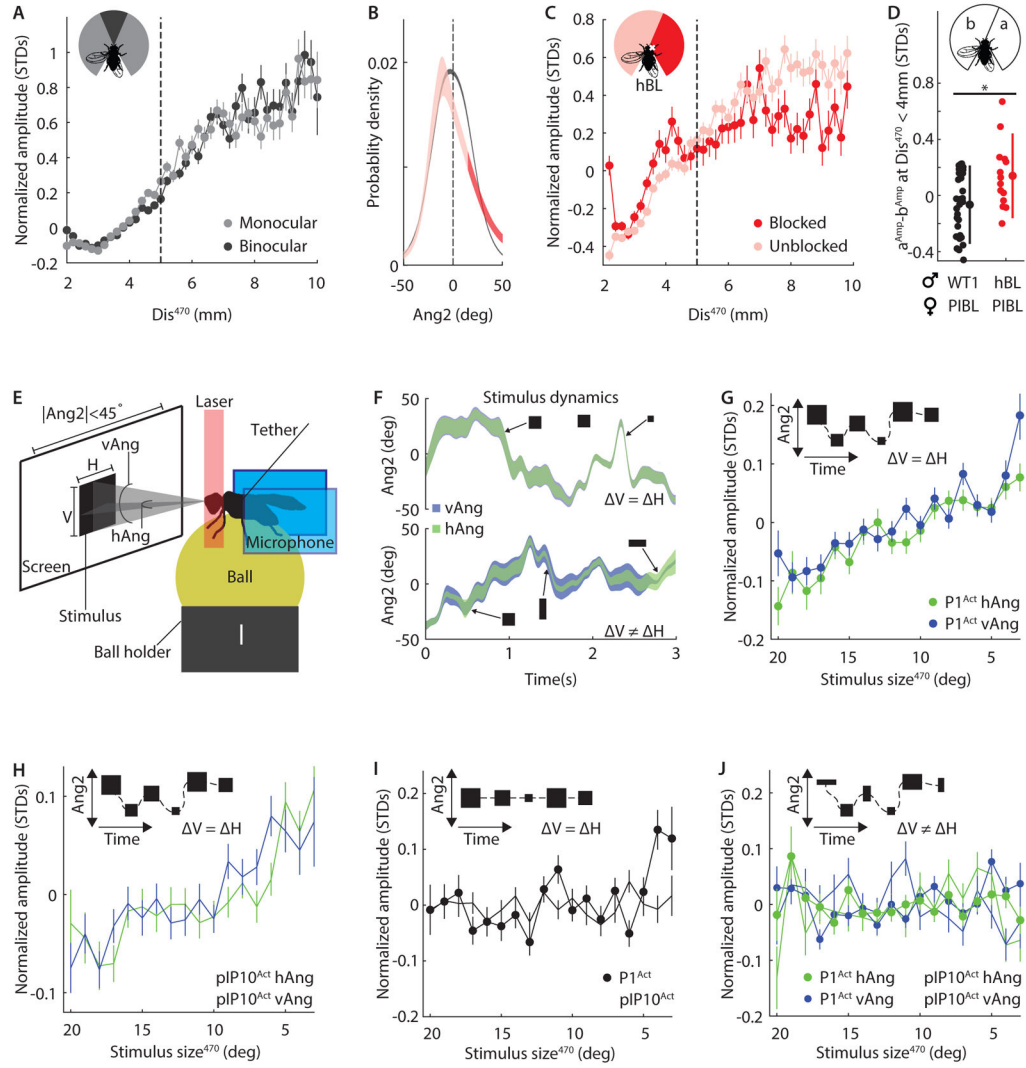 A
Normalized amplitude (STDs)
1.2
1
0.8
0.6
0.4
0.2
0
-0.2
2
4
6
8
10
Dis⁴⁷⁰ (mm)
Monocular
Binocular
B
Probablity density
0.02
0
-50
0
50
Ang2 (deg)
C
hBL
Normalized amplitude (STDs)
0.8
0.6
0.4
0.2
0
0.2
-0.4
2
4
6
8
10
Dis⁴⁷⁰ (mm)
Blocked
Unblocked
D
b
a
aᴬᵐᵖ-bᴬᵐᵖ at Dis⁴⁷⁰ < 4mm (STDs)
0.8
0.4
0
-0.4
*
♂ WT1 hBL
♀ PIBL PIBL
E
|Ang2|<45°
vAng
H
V
hAng
Screen
Stimulus
Ball holder
Laser
Tether
Microphone
Ball
F
Stimulus dynamics
Ang2 (deg)
50
0
-50
ΔV = ΔH
vAng
hAng
Ang2 (deg)
50
0
-50
ΔV ≠ ΔH
0
1
2
3
Time(s)
G
Ang2
Time
ΔV = ΔH
Normalized amplitude (STDs)
0.2
0.1
0
-0.1
-0.2
P1ᴬᶜᵗ hAng
P1ᴬᶜᵗ vAng
20
15
10
5
Stimulus size⁴⁷⁰ (deg)
H
Ang2
Time
ΔV = ΔH
Normalized amplitude (STDs)
0.1
0
-0.1
pIP10ᴬᶜᵗ hAng
pIP10ᴬᶜᵗ vAng
20
15
10
5
Stimulus size⁴⁷⁰ (deg)
I
Ang2
Time
ΔV = ΔH
Normalized amplitude (STDs)
0.2
0.1
0
-0.1
-0.2
P1ᴬᶜᵗ
pIP10ᴬᶜᵗ
20
15
10
5
Stimulus size⁴⁷⁰ (deg)
J
Ang2
Time
ΔV ≠ ΔH
Normalized amplitude (STDs)
0.2
0.1
0
-0.1
-0.2
P1ᴬᶜᵗ hAng pIP10ᴬᶜᵗ hAng
P1ᴬᶜᵗ vAng pIP10ᴬᶜᵗ vAng
20
15
10
5
Stimulus size⁴⁷⁰ (deg)